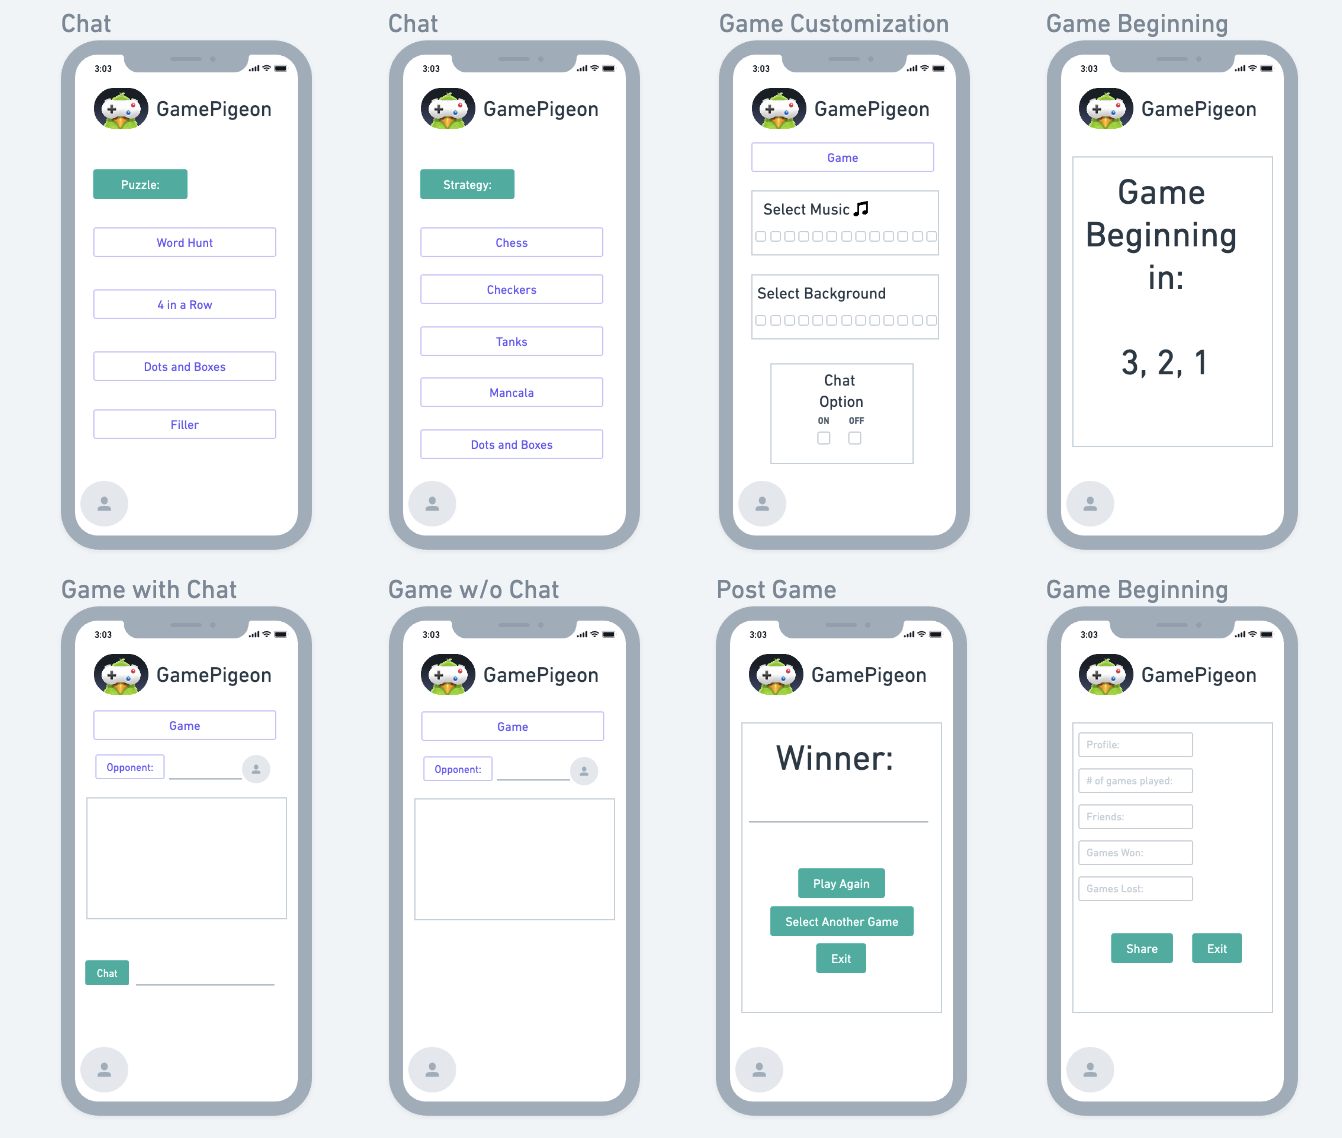 Chat
3:03
GamePigeon
Puzzle:
Word Hunt
4 in a Row
Dots and Boxes
Filler
Chat
3:03
GamePigeon
Strategy:
Chess
Checkers
Tanks
Mancala
Dots and Boxes
Game Customization
3:03
GamePigeon
Game
Select Music
Select Background
Chat
Option
ON OFF
Game Beginning
3:03
GamePigeon
Game
Beginning
in:
3, 2, 1
Game with Chat
3:03
GamePigeon
Game
Opponent:
Chat
Game w/o Chat
3:03
GamePigeon
Game
Opponent:
Post Game
3:03
GamePigeon
Winner:
Play Again
Select Another Game
Exit
Game Beginning
3:03
GamePigeon
Profile:
# of games played:
Friends:
Games Won:
Games Lost:
Share Exit